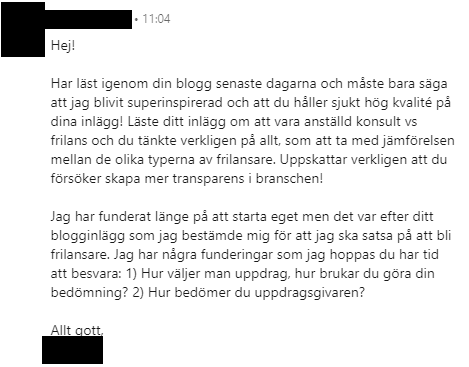 • 11:04
Hej!
Har läst igenom din blogg senaste dagarna och måste bara säga
att jag blivit superinspirerad och att du håller sjukt hög kvalité på
dina inlägg! Läste ditt inlägg om att vara anställd konsult vs
frilans och du tänkte verkligen på allt, som att ta med jämförelsen
mellan de olika typerna av frilansare. Uppskattar verkligen att du
försöker skapa mer transparens i branschen!
Jag har funderat länge på att starta eget men det var efter ditt
blogginlägg som jag bestämde mig för att jag ska satsa på att bli
frilansare. Jag har några funderingar som jag hoppas du har tid
att besvara: 1) Hur väljer man uppdrag, hur brukar du göra din
bedömning? 2) Hur bedömer du uppdragsgivaren?
Allt gott,